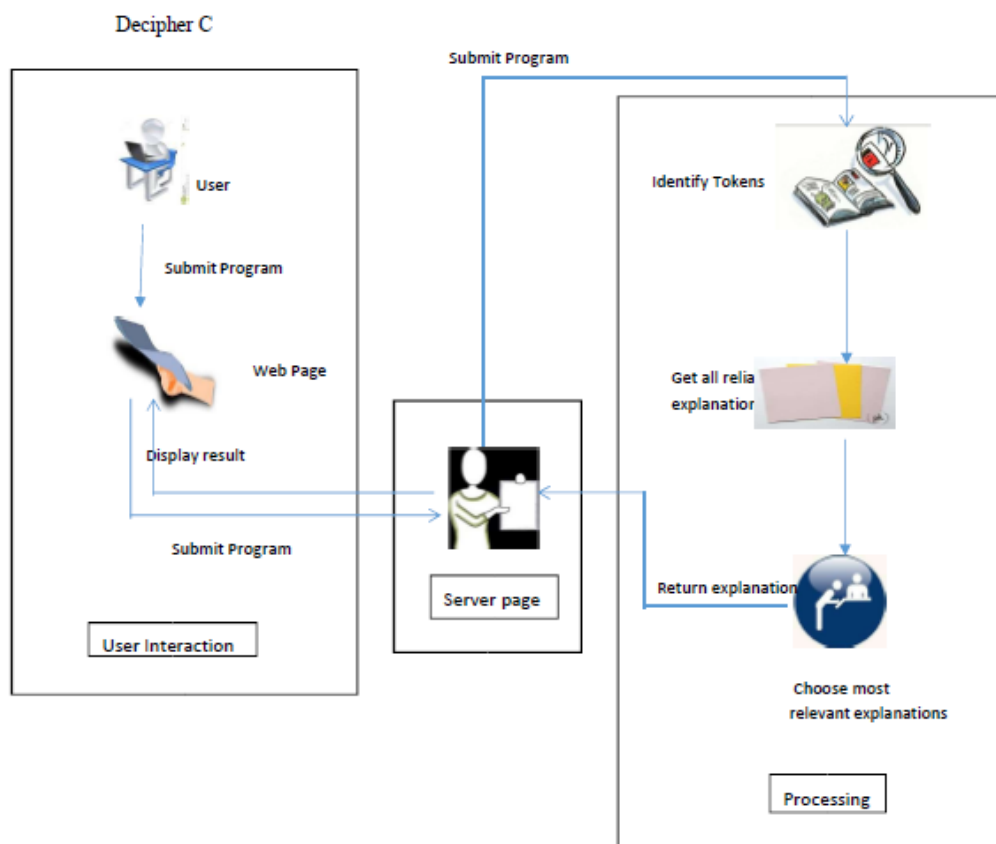 Decipher C
Submit Program
User
Identify Tokens
Submit Program
Web Page
Get all
explanation
Display result
Submit Program
Server page
Return explanation
User Interaction
Choose most
relevant explanations
Processing